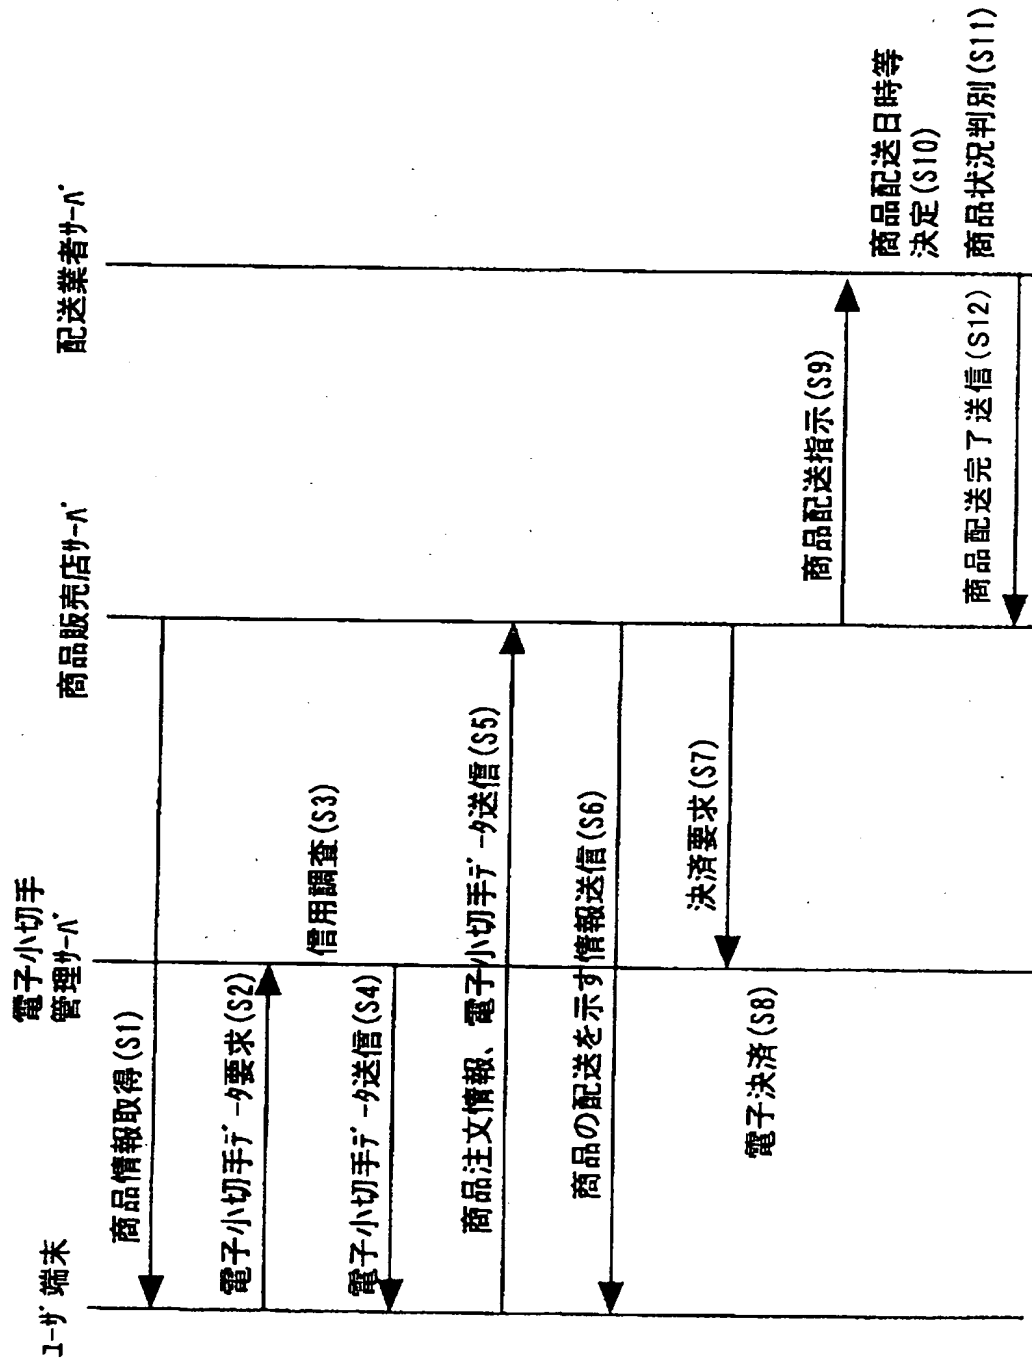 ﾕｰｻﾞ端末
電子小切手
管理ｻｰﾊﾞ
商品販売店ｻｰﾊﾞ
配送業者ｻｰﾊﾞ
商品情報取得(S1)
電子小切手ﾃﾞｰﾀ要求(S2)
信用調査(S3)
電子小切手ﾃﾞｰﾀ送信(S4)
商品注文情報、電子小切手ﾃﾞｰﾀ送信(S5)
商品の配送を示す情報送信(S6)
決済要求(S7)
電子決済(S8)
商品配送指示(S9)
商品配送日時等
決定(S10)
商品状況判別(S11)
商品配送完了送信(S12)